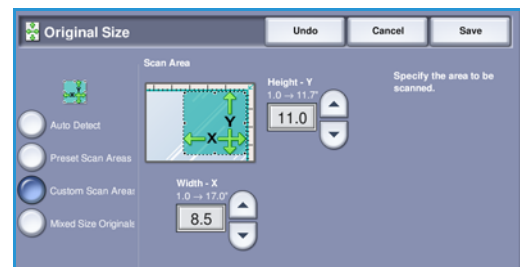 Original Size
Undo
Cancel
Save
Scan Area
Height - Y
1.0 → 11.7"
11.0
Specify the area to be
scanned.
Y
X
Auto Detect
Preset Scan Areas
Custom Scan Areas
Mixed Size Originals
Width - X
1.0 → 17.0"
8.5